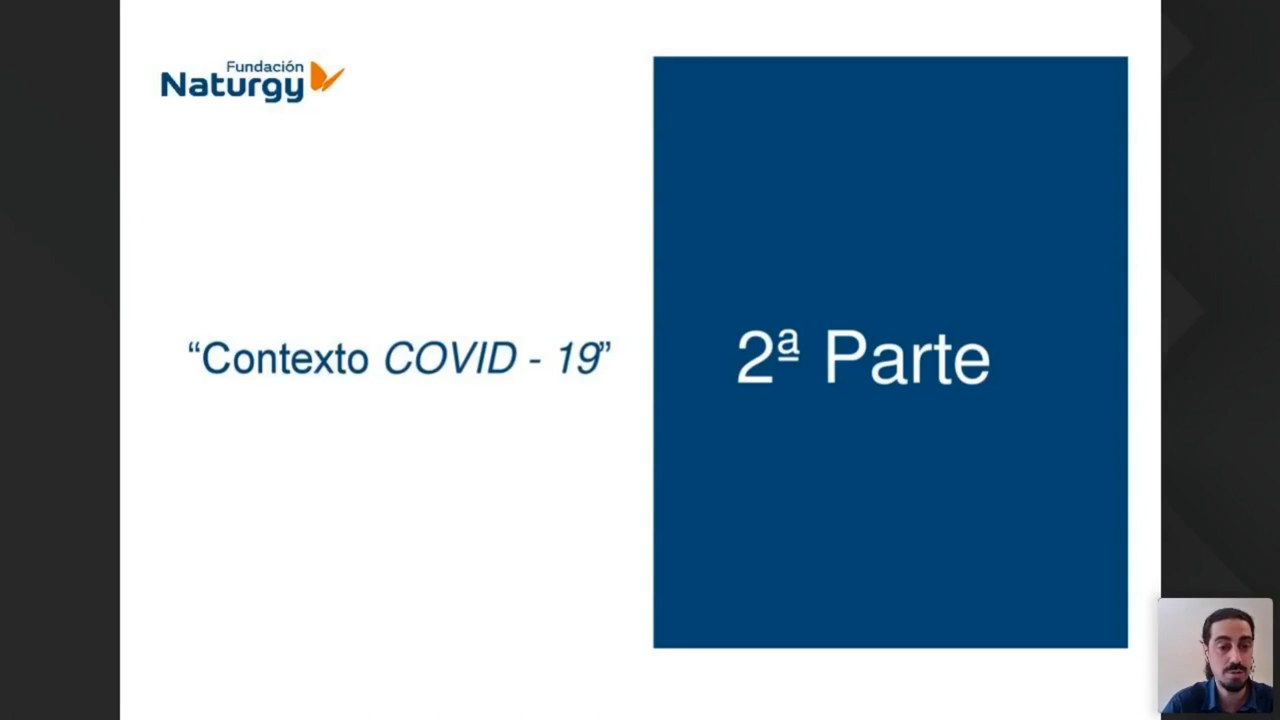 Fundación
Naturgy
“Contexto COVID - 19”
2ª Parte